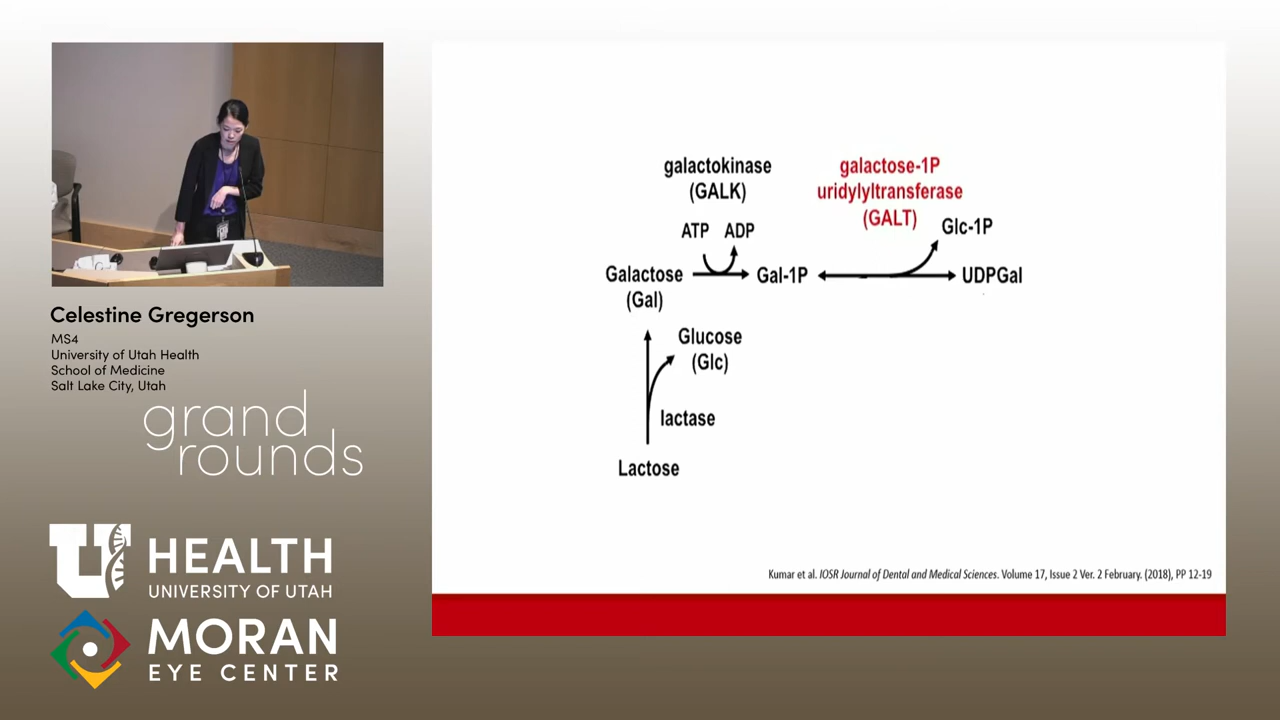 Celestine Gregerson
MS4
University of Utah Health
School of Medicine
Salt Lake City, Utah
grand
rounds
U
HEALTH
UNIVERSITY OF UTAH
MORAN
EYE CENTER
galactokinase
(GALK)
galactose-1P
uridylyltransferase
(GALT)
ATP ADP
Glc-1P
Galactose
(Gal)
Gal-1P
UDPGal
Glucose
(Glc)
lactase
Lactose
Kumar et al. IOSR Journal of Dental and Medical Sciences. Volume 17, Issue 2 Ver. 2 February. (2018), PP 12-19